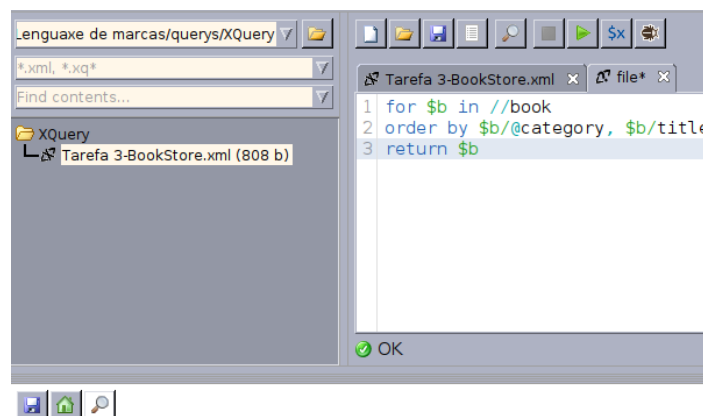 Lenguaxe de marcas/querys/XQuery
*.xml, *.xq*
Find contents...
XQuery
Tarefa 3-BookStore.xml (808 b)
$x
Tarefa 3-BookStore.xml
file*
1 for $b in //book
2 order by $b/@category, $b/title
3 return $b
OK